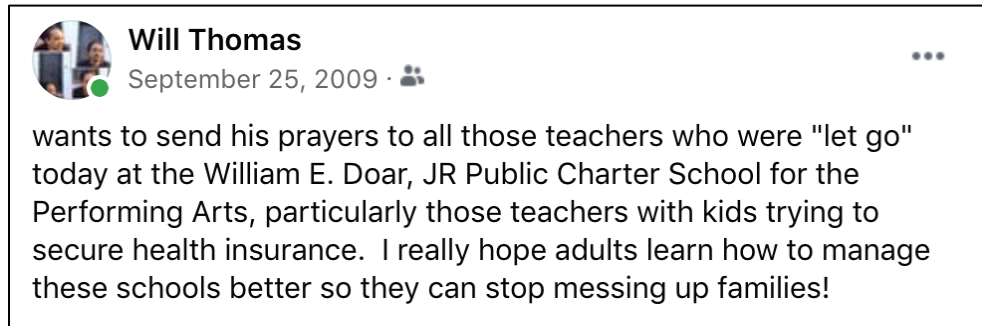 Will Thomas
September 25, 2009 ·
wants to send his prayers to all those teachers who were "let go"
today at the William E. Doar, JR Public Charter School for the
Performing Arts, particularly those teachers with kids trying to
secure health insurance.  I really hope adults learn how to manage
these schools better so they can stop messing up families!